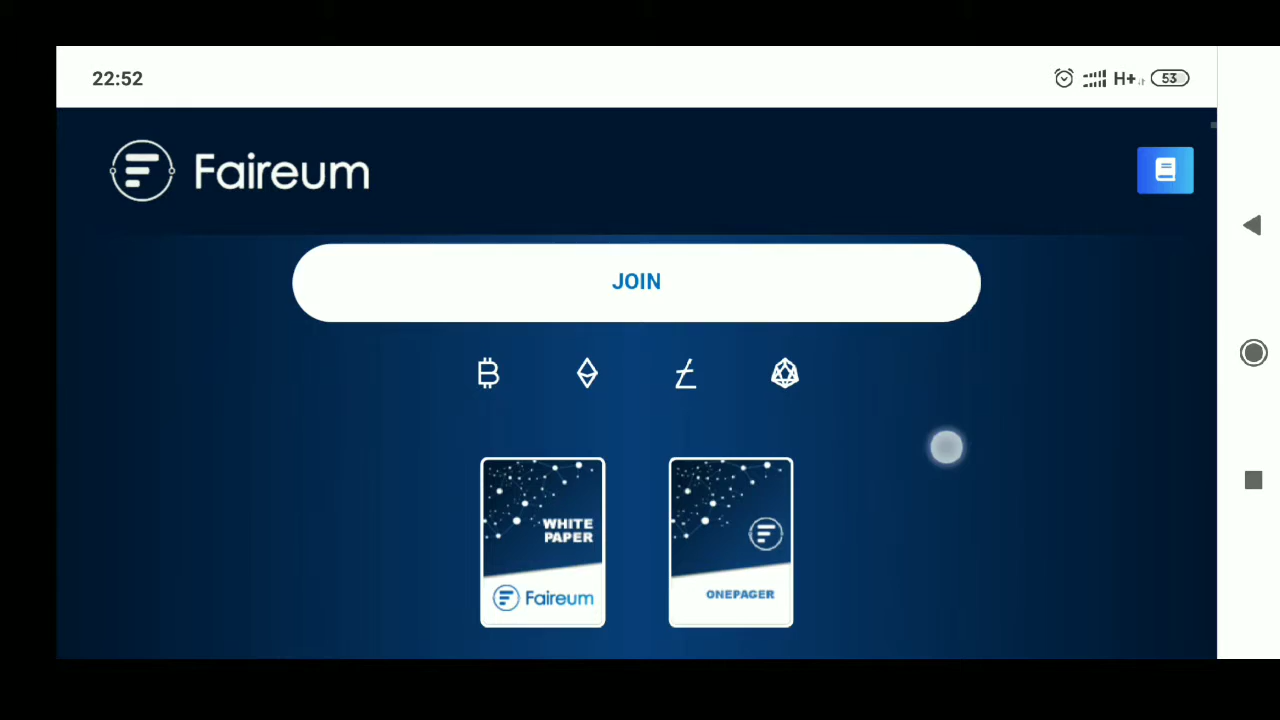 22:52
H+ 53
Faireum
JOIN
WHITE
PAPER
Faireum
ONEPAGER